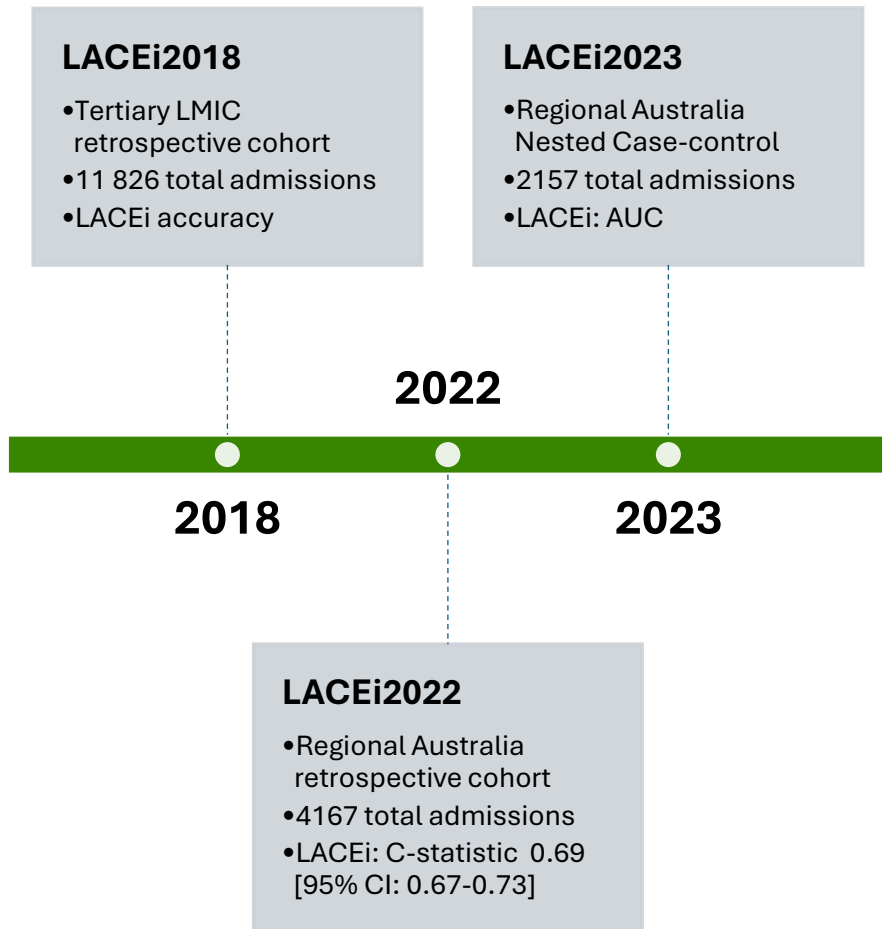 LACEi2018
•Tertiary LMIC
retrospective cohort
•11 826 total admissions
•LACEi accuracy
LACEi2023
•Regional Australia
Nested Case-control
•2157 total admissions
•LACEi: AUC
2022
2018
2023
LACEi2022
•Regional Australia
retrospective cohort
•4167 total admissions
•LACEi: C-statistic 0.69
[95% CI: 0.67-0.73]